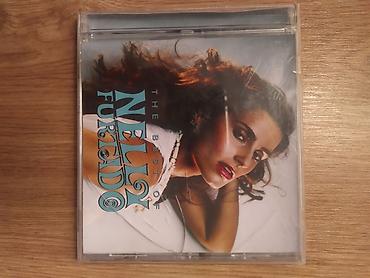 THE BEST OF
NELLY
FURTADO